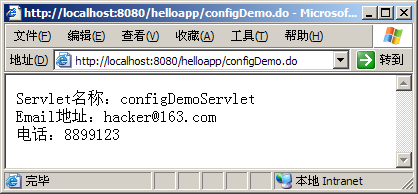 http://localhost:8080/helloapp/configDemo.do - Microsof...
文件(F) 编辑(E) 查看(V) 收藏(A) 工具(T) 帮助(H)
地址(D) http://localhost:8080/helloapp/configDemo.do 转到
Servlet名称: configDemoServlet
Email地址: hacker@163.com
电话: 8899123
完毕 本地 Intranet